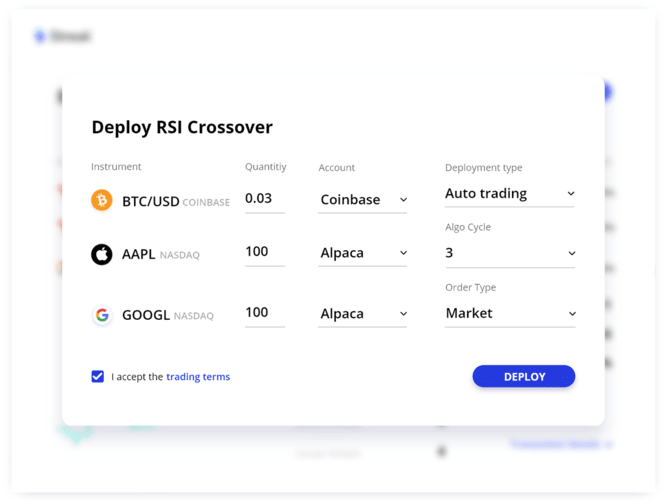 Deploy RSI Crossover
Instrument Quantitiy Account Deployment type
BTC/USD COINBASE 0.03 Coinbase Auto trading
Algo Cycle
AAPL NASDAQ 100 Alpaca 3
Order Type
GOOGL NASDAQ 100 Alpaca Market
I accept the trading terms DEPLOY